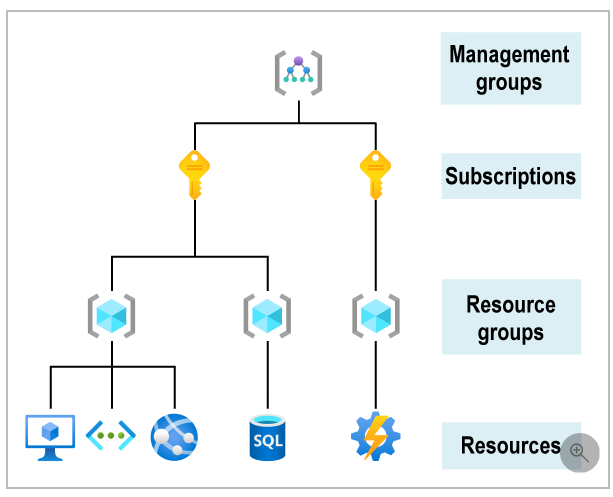 Management
groups
Subscriptions
Resource
groups
SQL
Resources